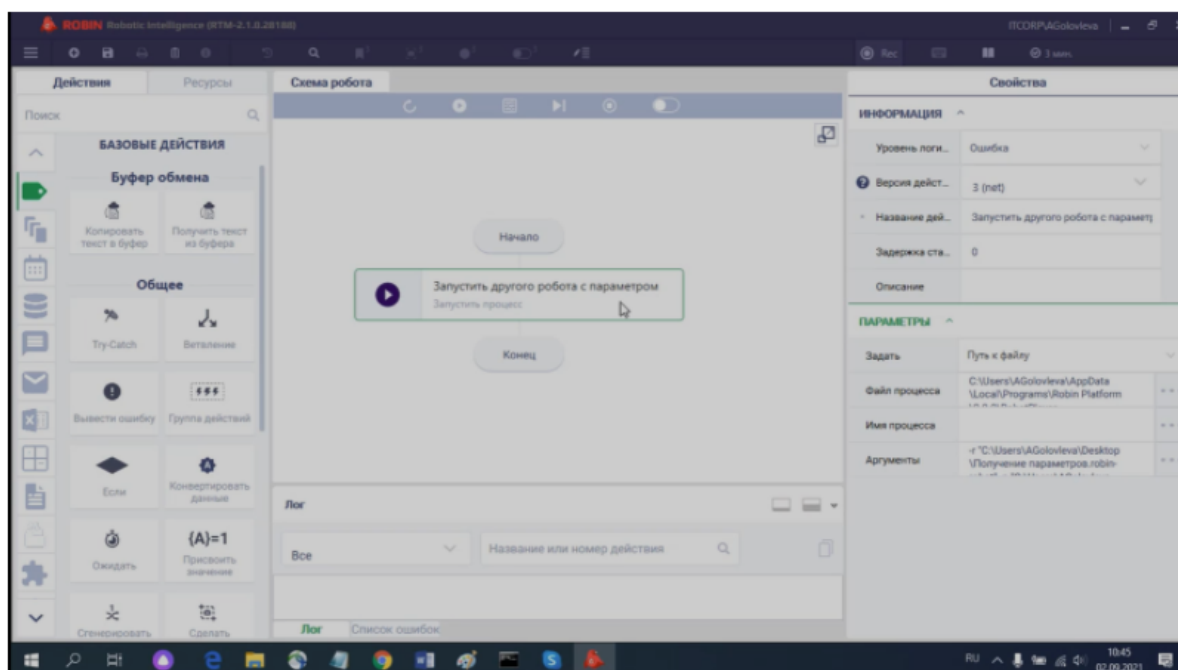 ROBIN Robotic Intelligence (RTM-2.1.0.28188)
ITCORP\AGolovleva
Rec
3 мин.
Действия
Ресурсы
Поиск
БАЗОВЫЕ ДЕЙСТВИЯ
Буфер обмена
Копировать
текст в буфер
Получить текст
из буфера
Общее
Try-Catch
Ветвление
Вывести ошибку
Группа действий
Если
Конвертировать
данные
Ожидать
{A}=1
Присвоить
значение
Сгенерировать
Сделать
Схема робота
Начало
Запустить другого робота с параметром
Запустить процесс
Конец
Лог
Все
Название или номер действия
Лог
Список ошибок
Свойства
ИНФОРМАЦИЯ
Уровень логи...
Ошибка
Версия дейст...
3 (net)
Название дей...
Запустить другого робота с параметр
Задержка ста...
0
Описание
ПАРАМЕТРЫ
Задать
Путь к файлу
Файл процесса
C:\Users\AGolovleva\AppData
\Local\Programs\Robin Platform
Имя процесса
Аргументы
-r "C:\Users\AGolovleva\Desktop
\Получение параметров.robin-
RU
10:45
02.09.2021